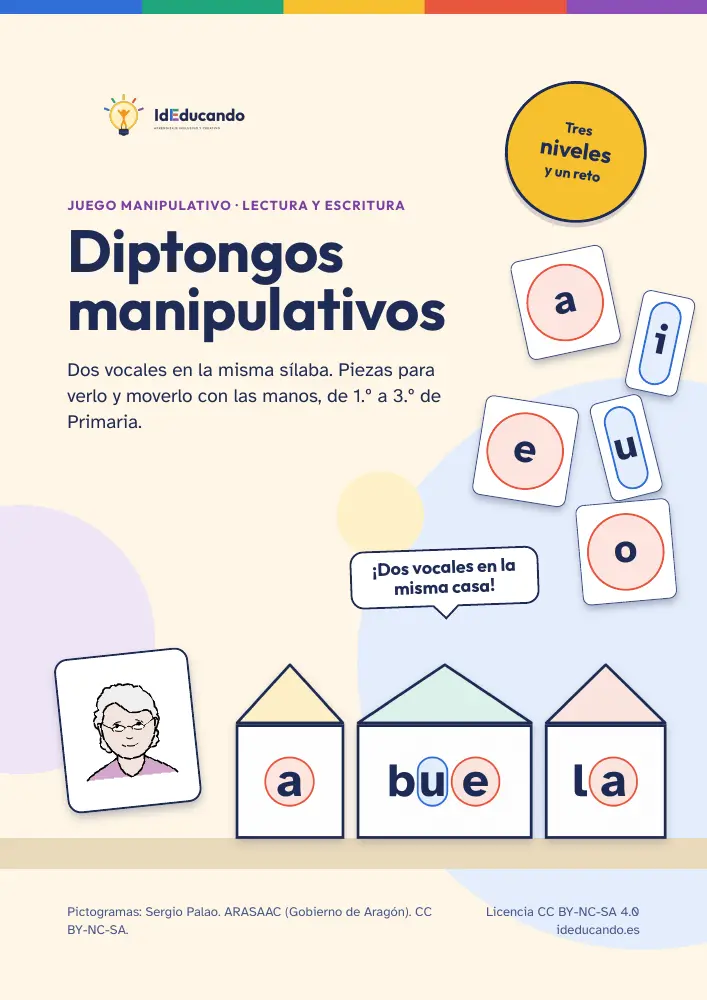 IdEducando
APRENDIZAJE INCLUSIVO Y CREATIVO
Tres
niveles
y un reto
JUEGO MANIPULATIVO · LECTURA Y ESCRITURA
Diptongos
manipulativos
Dos vocales en la misma sílaba. Piezas para
verlo y moverlo con las manos, de 1.º a 3.º de
Primaria.
a
i
e
u
o
¡Dos vocales en la
misma casa!
a
bue
la
Pictogramas: Sergio Palao. ARASAAC (Gobierno de Aragón). CC
BY-NC-SA.
Licencia CC BY-NC-SA 4.0
ideducando.es